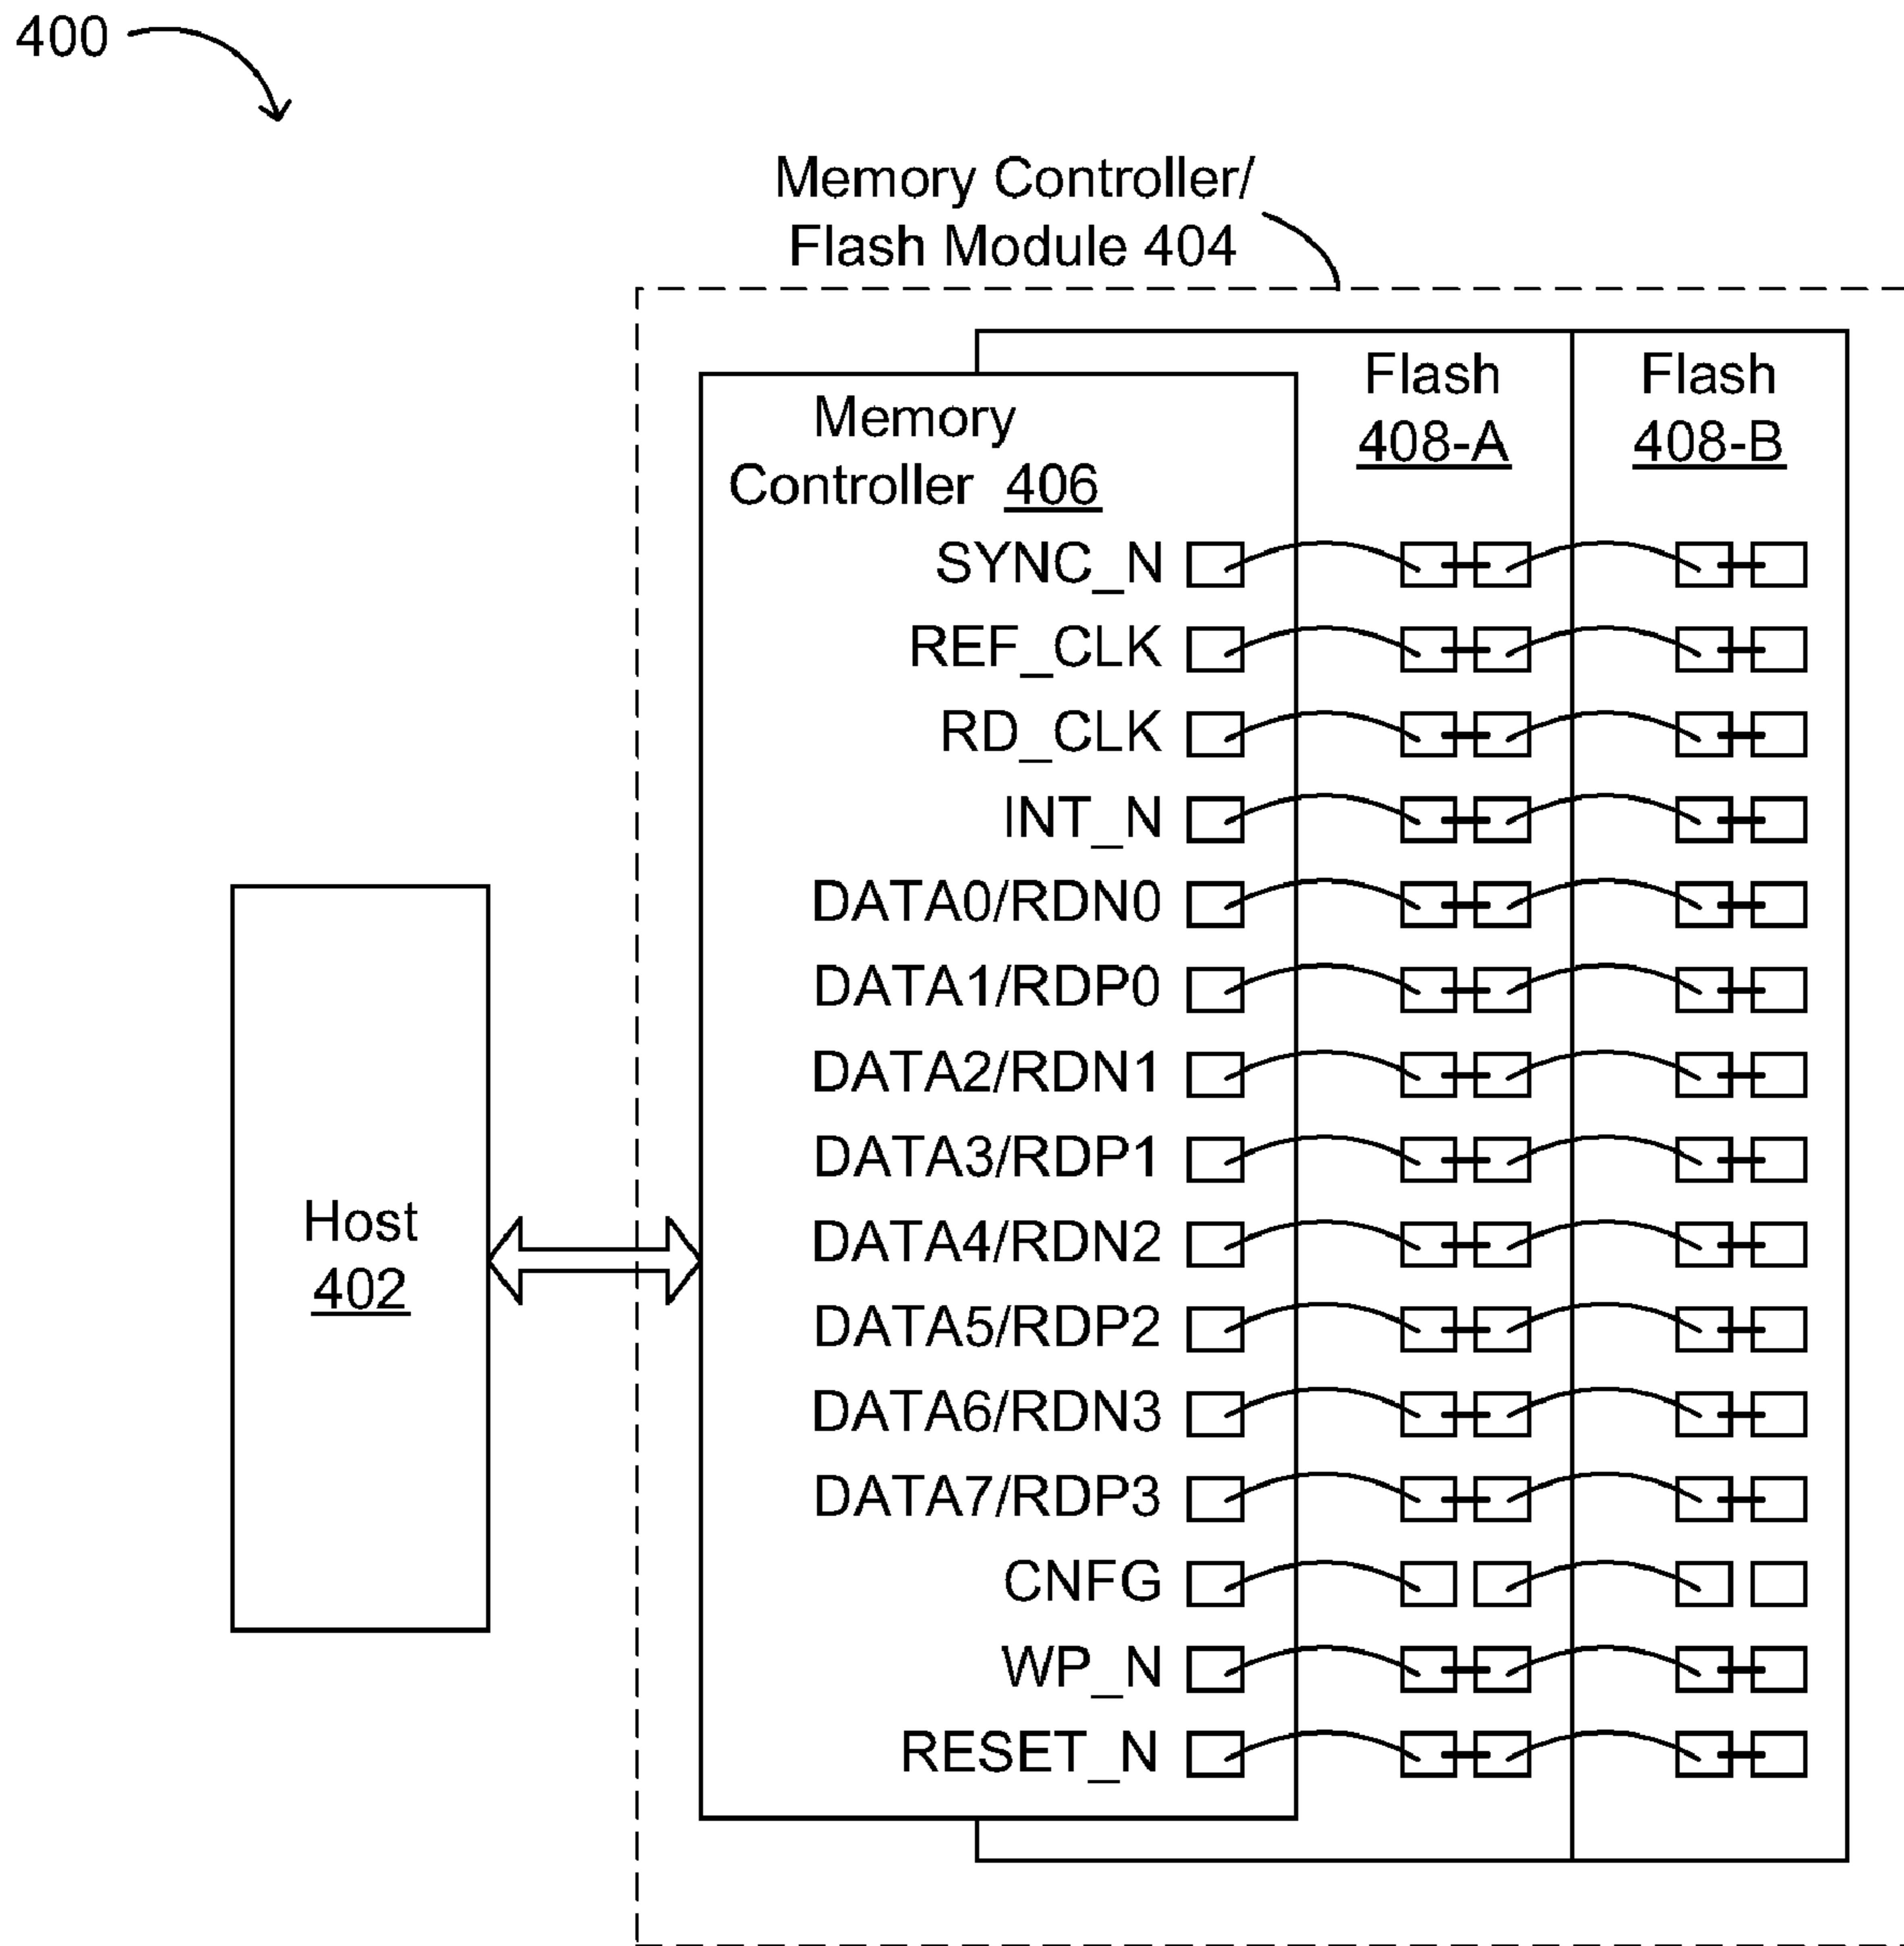 400
Memory Controller/
Flash Module 404
Flash
408-A
Flash
408-B
Memory
Controller 406
SYNC_N
REF_CLK
RD_CLK
INT_N
DATA0/RDN0
DATA1/RDP0
DATA2/RDN1
DATA3/RDP1
DATA4/RDN2
DATA5/RDP2
DATA6/RDN3
DATA7/RDP3
CNFG
WP_N
RESET_N
Host
402